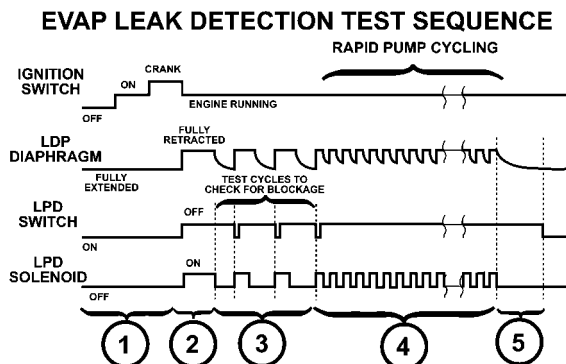 EVAP LEAK DETECTION TEST SEQUENCE
RAPID PUMP CYCLING
IGNITION
SWITCH
OFF
ON
CRANK
ENGINE RUNNING
LDP
DIAPHRAGM
FULLY
RETRACTED
FULLY
EXTENDED
TEST CYCLES TO
CHECK FOR BLOCKAGE
LPD
SWITCH
OFF
ON
LPD
SOLENOID
ON
OFF
1
2
3
4
5